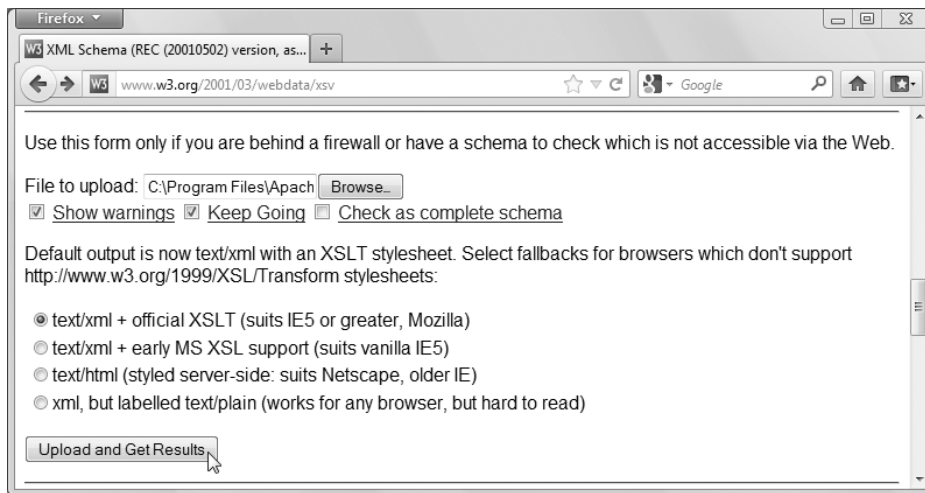 Firefox
W3 XML Schema (REC (20010502) version, as...
W3 www.w3.org/2001/03/webdata/xsv Google
Use this form only if you are behind a firewall or have a schema to check which is not accessible via the Web.
File to upload: C:\Program Files\Apach Browse...
Show warnings Keep Going Check as complete schema
Default output is now text/xml with an XSLT stylesheet. Select fallbacks for browsers which don't support
http://www.w3.org/1999/XSL/Transform stylesheets:
text/xml + official XSLT (suits IE5 or greater, Mozilla)
text/xml + early MS XSL support (suits vanilla IE5)
text/html (styled server-side: suits Netscape, older IE)
xml, but labelled text/plain (works for any browser, but hard to read)
Upload and Get Results